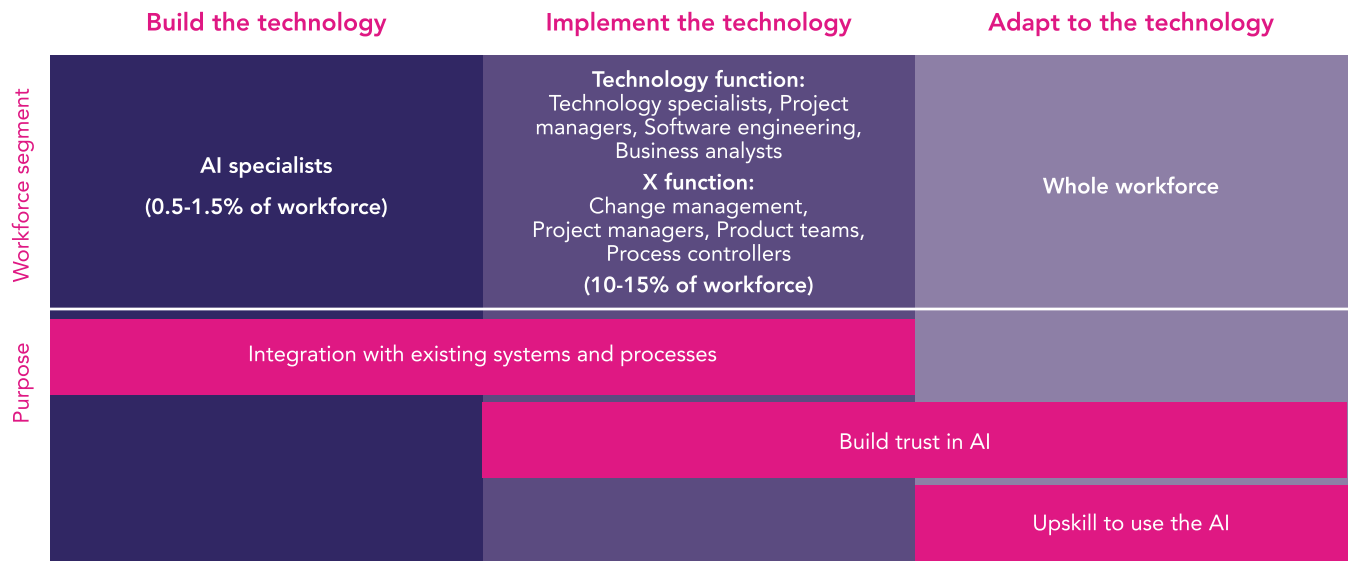 Build the technology
Implement the technology
Adapt to the technology
Workforce segment
AI specialists
(0.5-1.5% of workforce)
Technology function:
Technology specialists, Project
managers, Software engineering,
Business analysts
X function:
Change management,
Project managers, Product teams,
Process controllers
(10-15% of workforce)
Whole workforce
Purpose
Integration with existing systems and processes
Build trust in AI
Upskill to use the AI